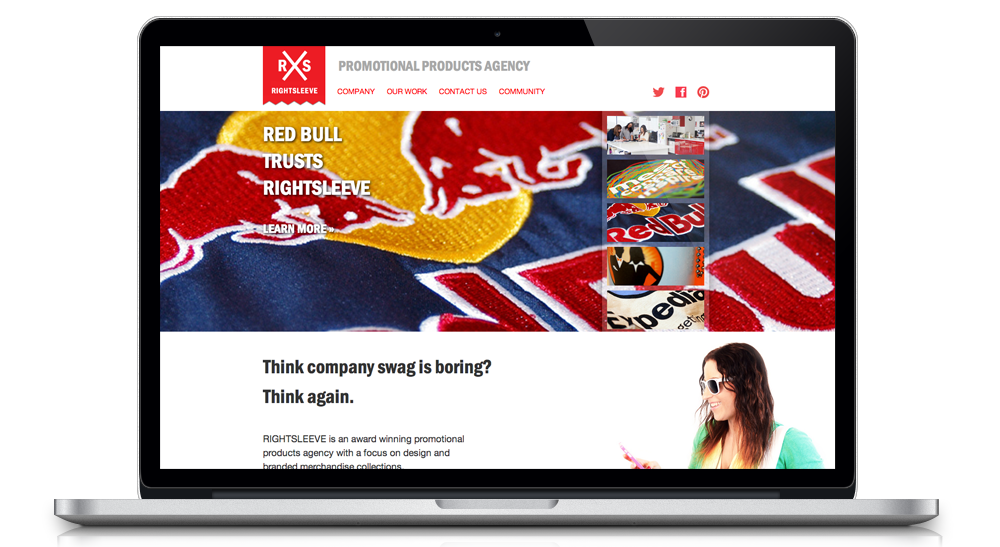 R S
RIGHTSLEEVE
PROMOTIONAL PRODUCTS AGENCY
COMPANY OUR WORK CONTACT US COMMUNITY
RED BULL
TRUSTS
RIGHTSLEEVE
LEARN MORE »
RedBull
Expedia
Think company swag is boring?
Think again.
RIGHTSLEEVE is an award winning promotional
products agency with a focus on design and
branded merchandise collections.